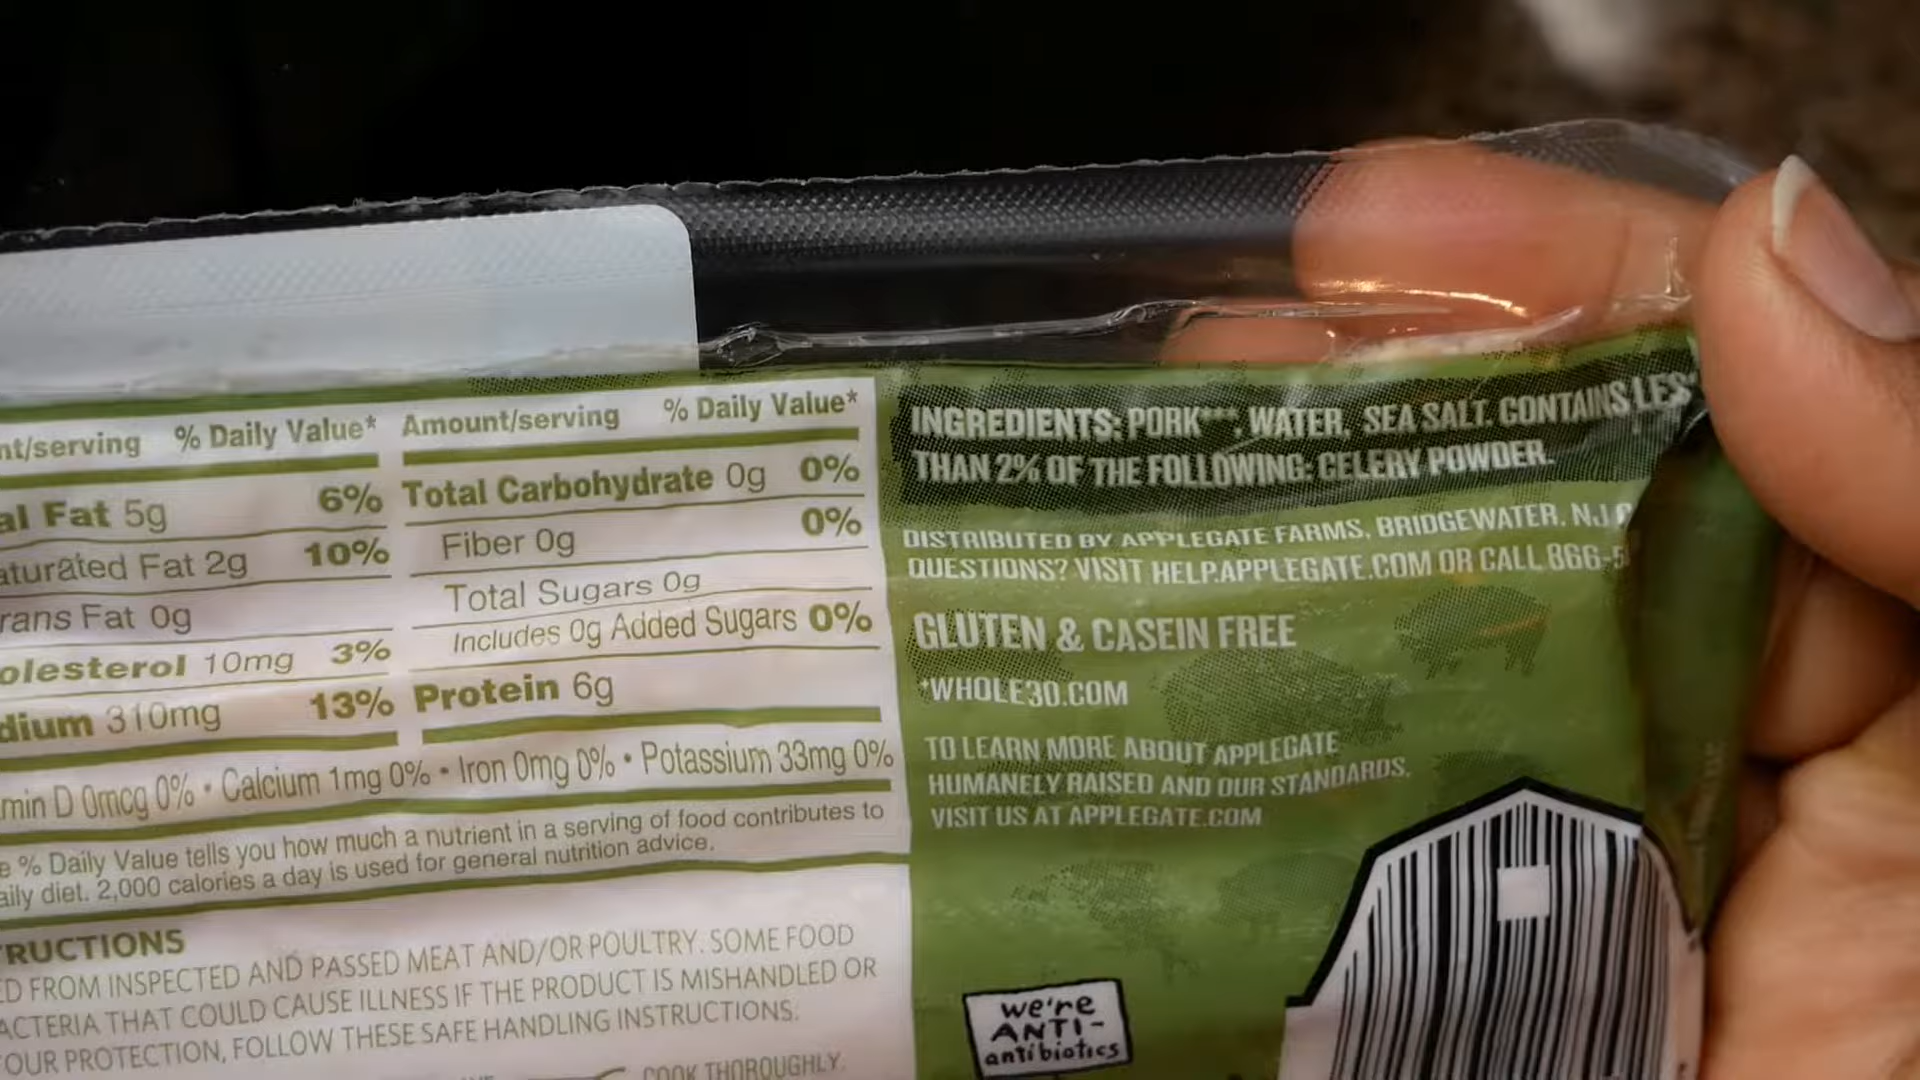 nt/serving % Daily Value* Amount/serving % Daily Value*
al Fat 5g 6% Total Carbohydrate 0g 0%
aturated Fat 2g 10% Fiber 0g 0%
rans Fat 0g Total Sugars 0g
olesterol 10mg 3% Includes 0g Added Sugars 0%
dium 310mg 13% Protein 6g
min D 0mcg 0% • Calcium 1mg 0% • Iron 0mg 0% • Potassium 33mg 0%
e % Daily Value tells you how much a nutrient in a serving of food contributes to
aily diet. 2,000 calories a day is used for general nutrition advice.
RUCTIONS
ED FROM INSPECTED AND PASSED MEAT AND/OR POULTRY. SOME FOOD
ACTERIA THAT COULD CAUSE ILLNESS IF THE PRODUCT IS MISHANDLED OR
OUR PROTECTION, FOLLOW THESE SAFE HANDLING INSTRUCTIONS.
COOK THOROUGHLY.
INGREDIENTS: PORK***, WATER, SEA SALT. CONTAINS LES
THAN 2% OF THE FOLLOWING: CELERY POWDER.
DISTRIBUTED BY APPLEGATE FARMS, BRIDGEWATER, NJ
QUESTIONS? VISIT HELP.APPLEGATE.COM OR CALL 866-5
GLUTEN & CASEIN FREE
*WHOLE30.COM
TO LEARN MORE ABOUT APPLEGATE
HUMANELY RAISED AND OUR STANDARDS,
VISIT US AT APPLEGATE.COM
we're
ANTI-
antibiotics